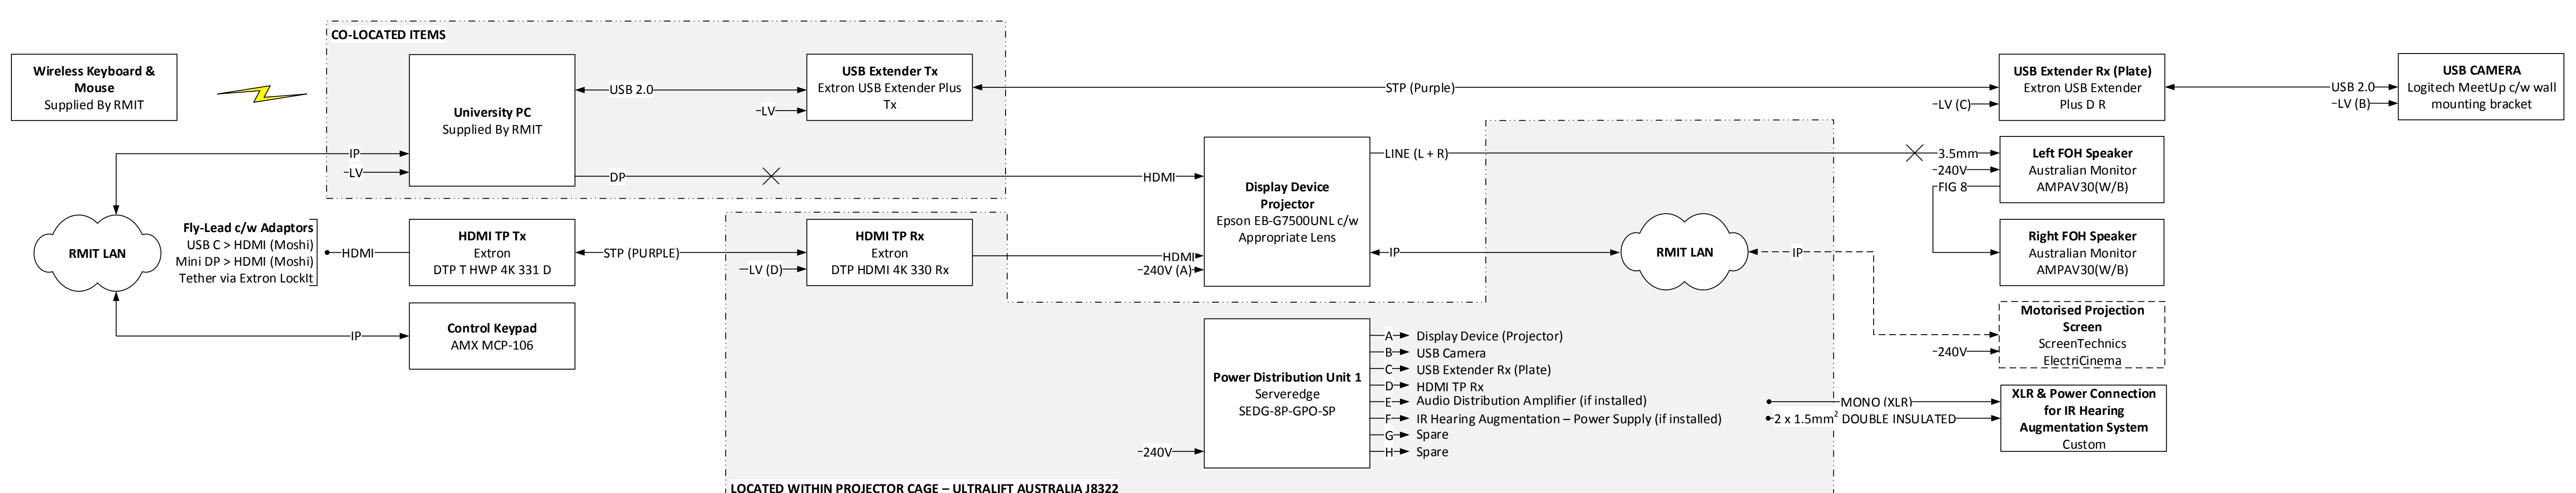 CO-LOCATED ITEMS
Wireless Keyboard &
Mouse
Supplied By RMIT
University PC
Supplied By RMIT
USB 2.0
USB Extender Tx
Extron USB Extender Plus
Tx
LV
STP (Purple)
USB Extender Rx (Plate)
Extron USB Extender
Plus D R
LV (C)
USB 2.0
LV (B)
USB CAMERA
Logitech MeetUp c/w wall
mounting bracket
IP
LV
DP
HDMI
Display Device
Projector
Epson EB-G7500UNL c/w
Appropriate Lens
LINE (L + R)
3.5mm
~240V
FIG 8
Left FOH Speaker
Australian Monitor
AMPAV30(W/B)
RMIT LAN
Fly-Lead c/w Adaptors
USB C > HDMI (Moshi)
Mini DP > HDMI (Moshi)
Tether via Extron LockIt
HDMI
HDMI TP Tx
Extron
DTP T HWP 4K 331 D
STP (PURPLE)
LV (D)
HDMI TP Rx
Extron
DTP HDMI 4K 330 Rx
HDMI
~240V (A)
IP
RMIT LAN
IP
Right FOH Speaker
Australian Monitor
AMPAV30(W/B)
IP
Control Keypad
AMX MCP-106
Power Distribution Unit 1
Serveredge
SEDG-8P-GPO-SP
~240V
A Display Device (Projector)
B USB Camera
C USB Extender Rx (Plate)
D HDMI TP Rx
E Audio Distribution Amplifier (if installed)
F IR Hearing Augmentation – Power Supply (if installed)
G Spare
H Spare
Motorised Projection
Screen
ScreenTechnics
ElectriCinema
~240V
MONO (XLR)
2 x 1.5mm² DOUBLE INSULATED
XLR & Power Connection
for IR Hearing
Augmentation System
Custom
LOCATED WITHIN PROJECTOR CAGE – ULTRALIFT AUSTRALIA J8322